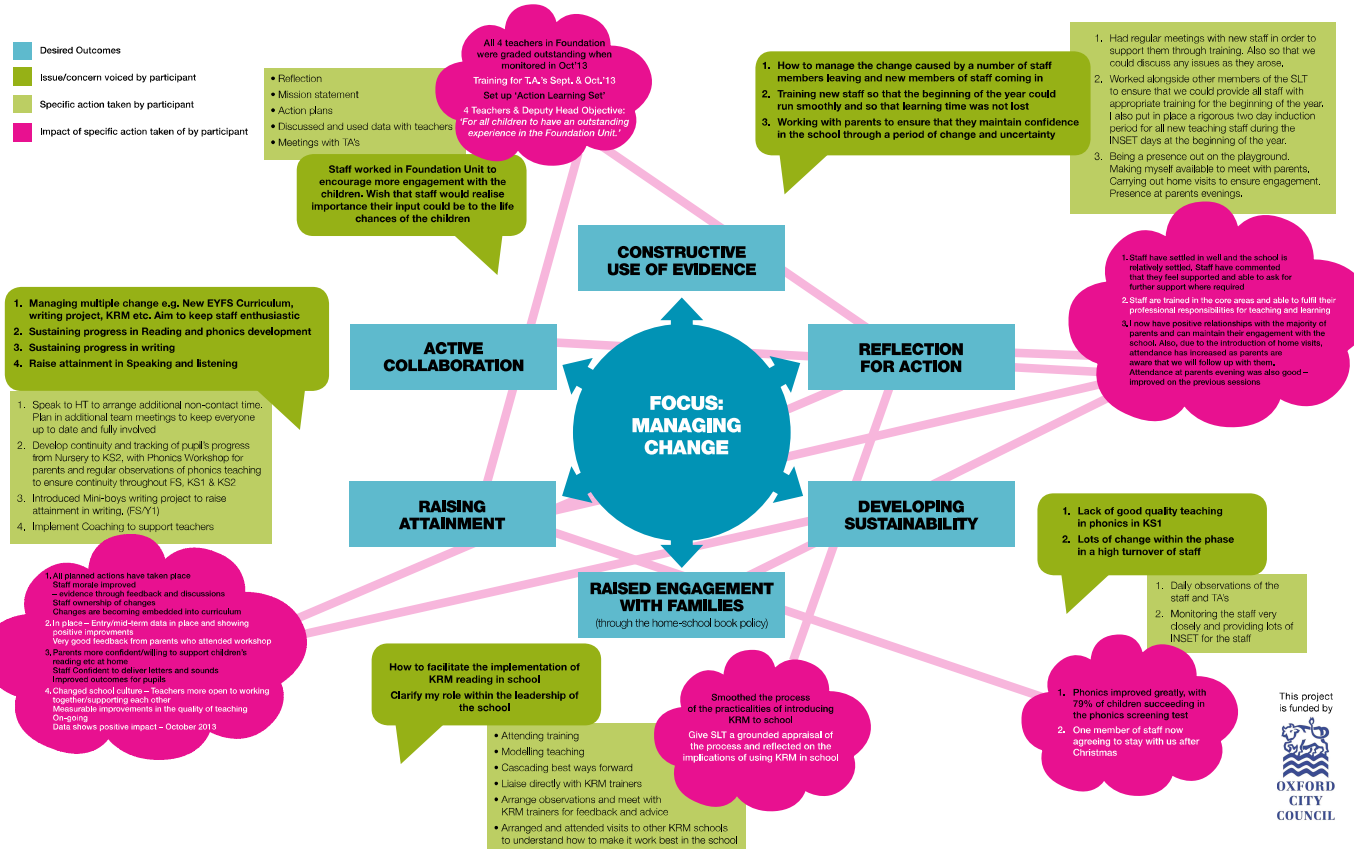 Desired Outcomes
Issue/concern voiced by participant
Specific action taken by participant
Impact of specific action taken of by participant
• Reflection
• Mission statement
• Action plans
• Discussed and used data with teachers
• Meetings with TA's
All 4 teachers in Foundation
were graded outstanding when
monitored in Oct'13
Training for T.A.'s Sept. & Oct.'13
Set up 'Action Learning Set'
4 Teachers & Deputy Head Objective:
'For all children to have an outstanding
experience in the Foundation Unit.'
Staff worked in Foundation Unit to
encourage more engagement with the
children. Wish that staff would realise
importance their input could be to the life
chances of the children
1. How to manage the change caused by a number of staff
members leaving and new members of staff coming in
2. Training new staff so that the beginning of the year could
run smoothly and so that learning time was not lost
3. Working with parents to ensure that they maintain confidence
in the school through a period of change and uncertainty
1. Had regular meetings with new staff in order to
support them through training. Also so that we
could discuss any issues as they arose.
2. Worked alongside other members of the SLT
to ensure that we could provide all staff with
appropriate training for the beginning of the year.
I also put in place a rigorous two day induction
period for all new teaching staff during the
INSET days at the beginning of the year.
3. Being a presence out on the playground.
Making myself available to meet with parents.
Carrying out home visits to ensure engagement.
Presence at parents evenings.
1. Staff have settled in well and the school is
relatively settled. Staff have commented
that they feel supported and able to ask for
further support where required
2. Staff are trained in the core areas and able to fulfil their
professional responsibilities for teaching and learning
3. I now have positive relationships with the majority of
parents and can maintain their engagement with the
school. Also, due to the introduction of home visits,
attendance has increased as parents are
aware that we will follow up with them.
Attendance at parents evening was also good –
improved on the previous sessions
CONSTRUCTIVE
USE OF EVIDENCE
ACTIVE
COLLABORATION
REFLECTION
FOR ACTION
FOCUS:
MANAGING
CHANGE
RAISING
ATTAINMENT
DEVELOPING
SUSTAINABILITY
RAISED ENGAGEMENT
WITH FAMILIES
(through the home-school book policy)
1. Managing multiple change e.g. New EYFS Curriculum,
writing project, KRM etc. Aim to keep staff enthusiastic
2. Sustaining progress in Reading and phonics development
3. Sustaining progress in writing
4. Raise attainment in Speaking and listening
1. Speak to HT to arrange additional non-contact time.
Plan in additional team meetings to keep everyone
up to date and fully involved
2. Develop continuity and tracking of pupil's progress
from Nursery to KS2, with Phonics Workshop for
parents and regular observations of phonics teaching
to ensure continuity throughout FS, KS1 & KS2
3. Introduced Mini-boys writing project to raise
attainment in writing. (FS/Y1)
4. Implement Coaching to support teachers
1. All planned actions have taken place
Staff morale improved
– evidence through feedback and discussions
Staff ownership of changes
Changes are becoming embedded into curriculum
2. In place – Entry/mid-term data in place and showing
positive improvments
Very good feedback from parents who attended workshop
3. Parents more confident/willing to support children's
reading etc at home
Staff Confident to deliver letters and sounds
Improved outcomes for pupils
4. Changed school culture – Teachers more open to working
together/supporting each other
Measurable improvements in the quality of teaching
On-going
Data shows positive impact – October 2013
How to facilitate the implementation of
KRM reading in school
Clarify my role within the leadership of
the school
• Attending training
• Modelling teaching
• Cascading best ways forward
• Liaise directly with KRM trainers
• Arrange observations and meet with
KRM trainers for feedback and advice
• Arranged and attended visits to other KRM schools
to understand how to make it work best in the school
Smoothed the process
of the practicalities of introducing
KRM to school
Give SLT a grounded appraisal of
the process and reflected on the
implications of using KRM in school
1. Lack of good quality teaching
in phonics in KS1
2. Lots of change within the phase
in a high turnover of staff
1. Daily observations of the
staff and TA's
2. Monitoring the staff very
closely and providing lots of
INSET for the staff
1. Phonics improved greatly, with
79% of children succeeding in
the phonics screening test
2. One member of staff now
agreeing to stay with us after
Christmas
This project
is funded by
OXFORD
CITY
COUNCIL